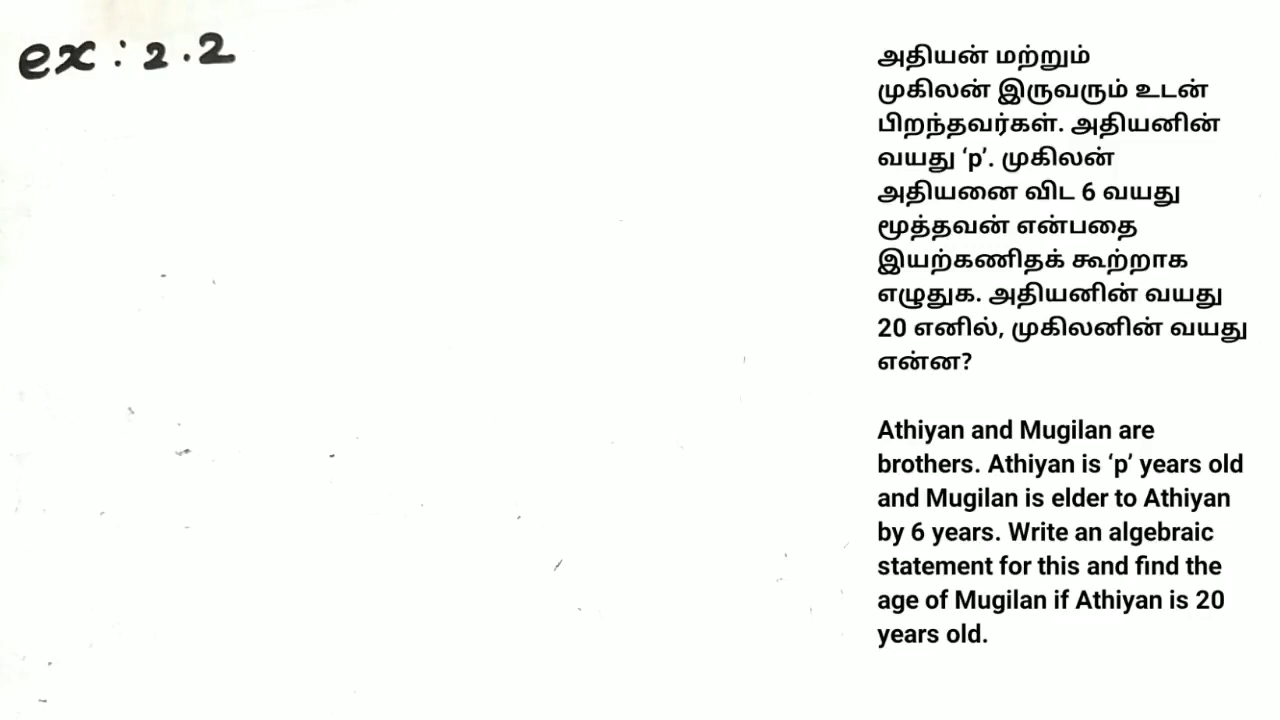 ex : 2.2
அதியன் மற்றும்
முகிலன் இருவரும் உடன்
பிறந்தவர்கள். அதியனின்
வயது ‘p’. முகிலன்
அதியனை விட 6 வயது
மூத்தவன் என்பதை
இயற்கணிதக் கூற்றாக
எழுதுக. அதியனின் வயது
20 எனில், முகிலனின் வயது
என்ன?
Athiyan and Mugilan are
brothers. Athiyan is ‘p’ years old
and Mugilan is elder to Athiyan
by 6 years. Write an algebraic
statement for this and find the
age of Mugilan if Athiyan is 20
years old.